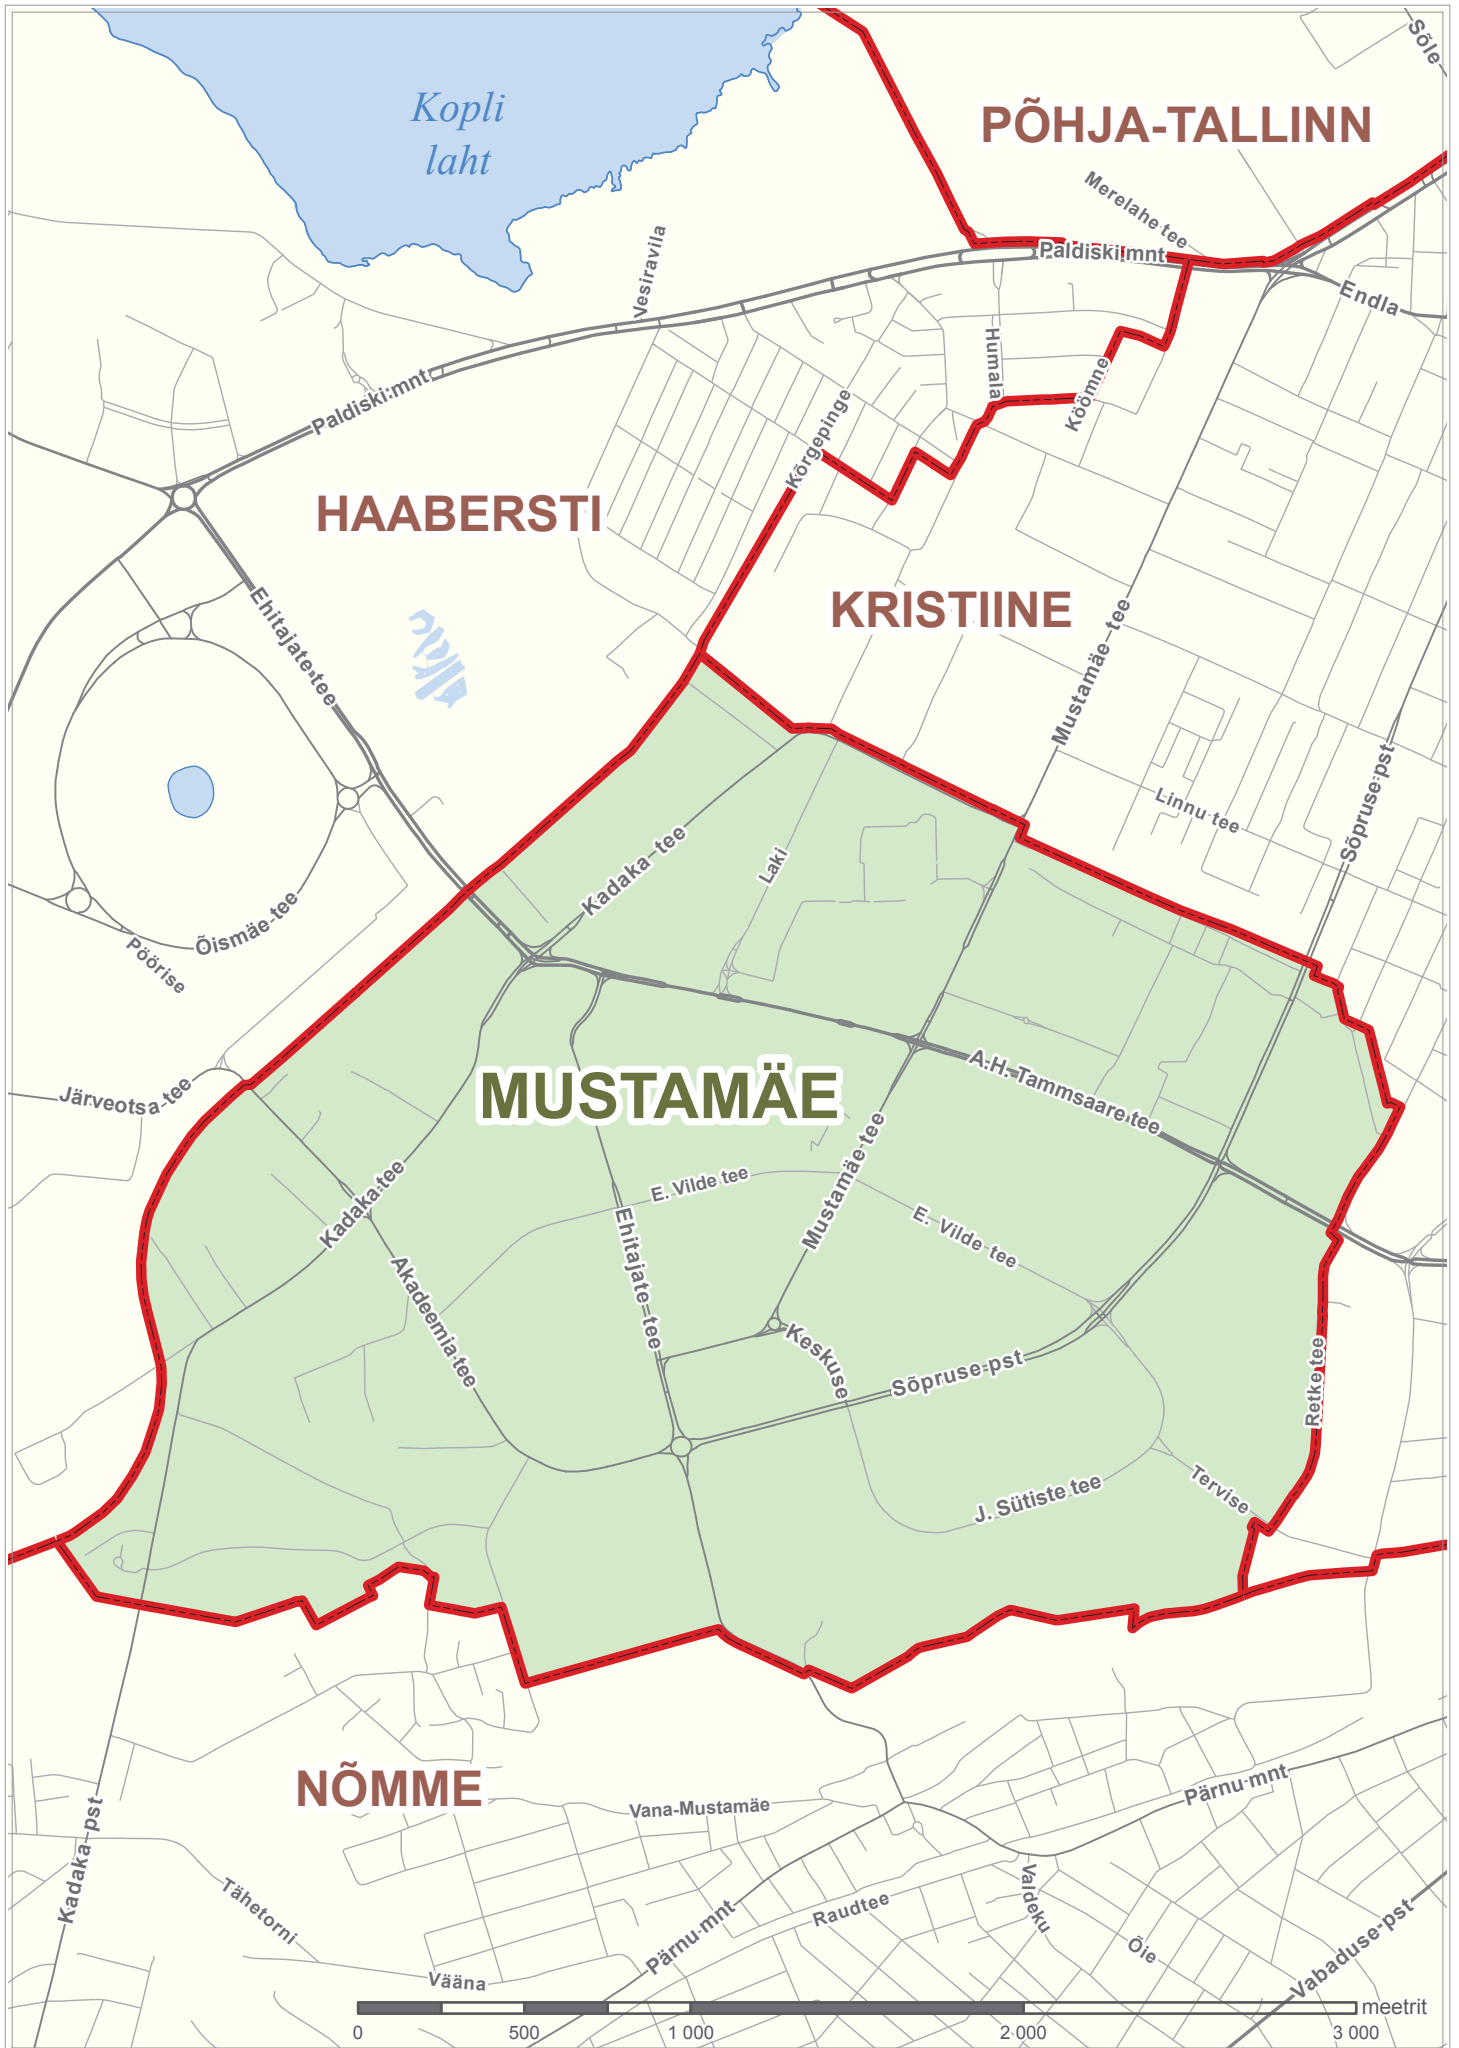 Kopli
laht
PÕHJA-TALLINN
Sõle
Merelahe tee
Paldiski mnt
Endla
Vesiravila
Humala
Köömne
Paldiski mnt
Kõrgepinge
HAABERSTI
KRISTIINE
Ehitajate tee
Mustamäe tee
Linnu tee
Sõpruse pst
Kadaka tee
Laki
Õismäe tee
Pöörise
Järveotsa tee
MUSTAMÄE
A.H. Tammsaare tee
Kadaka tee
E. Vilde tee
Mustamäe tee
E. Vilde tee
Ehitajate tee
Akadeemia tee
Keskuse
Sõpruse pst
Retke tee
J. Sütiste tee
Tervise
NÕMME
Vana-Mustamäe
Pärnu mnt
Kadaka pst
Tähetorni
Vääna
Pärnu mnt
Raudtee
Valdeku
Õie
Vabaduse pst
meetrit
0 500 1 000 2 000 3 000